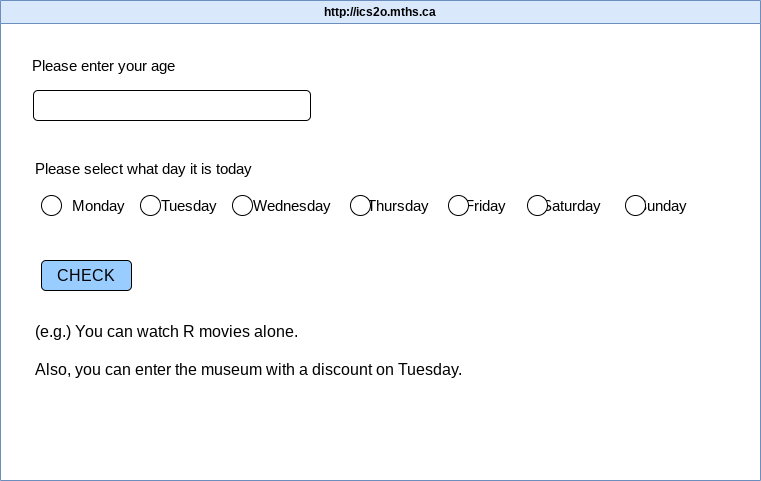 http://ics2o.mths.ca
Please enter your age
Please select what day it is today
Monday Tuesday Wednesday Thursday Friday Saturday Sunday
CHECK
(e.g.) You can watch R movies alone.
Also, you can enter the museum with a discount on Tuesday.